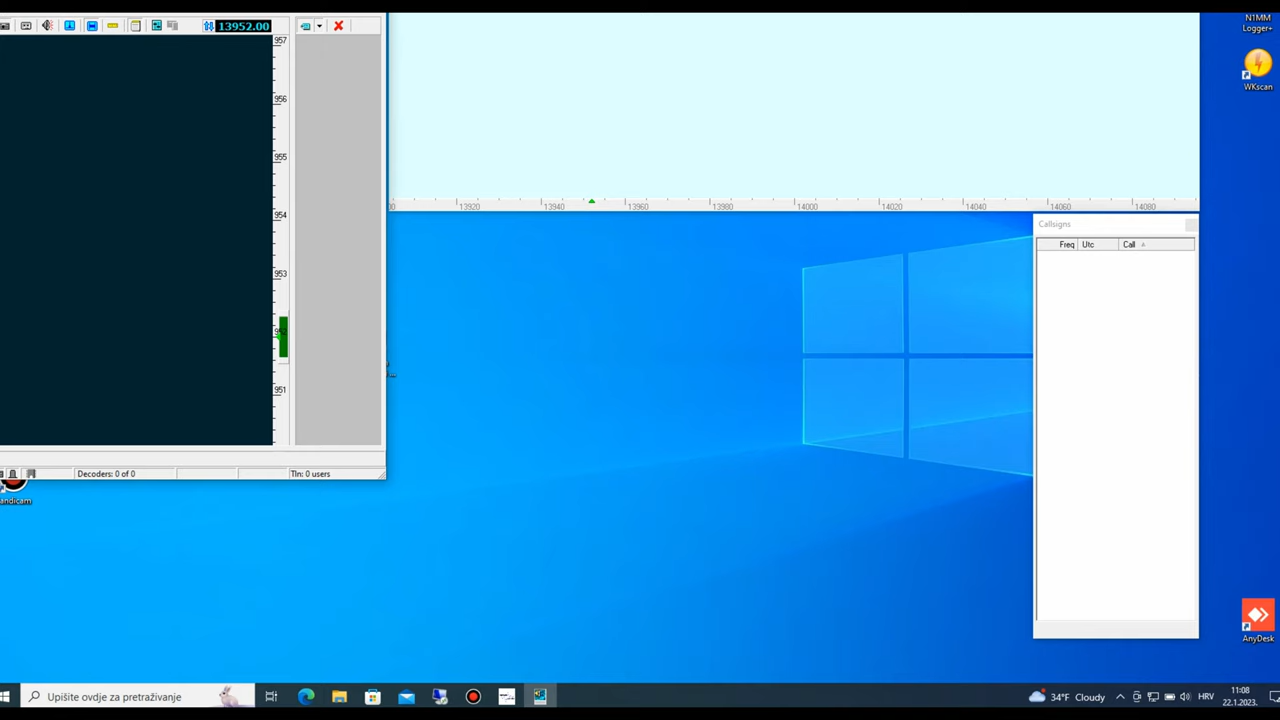 N1MM
Logger+
13952.00
957
956
955
954
953
952
951
13920
13940
13960
13980
14000
14020
14040
14060
14080
WKscan
Callsigns
Freq Utc Call
Decoders: 0 of 0
Tln: 0 users
andicam
AnyDesk
Upišite ovdje za pretraživanje
34°F Cloudy
HRV
11:08
22.1.2023.